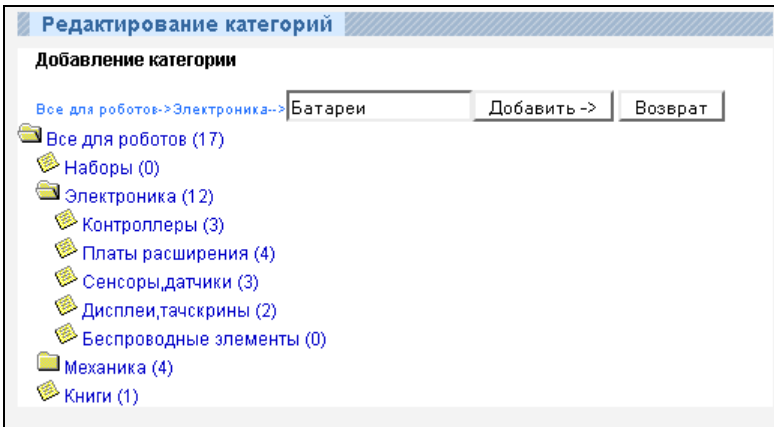 Редактирование категорий
Добавление категории
Все для роботов->Электроника--> Батареи Добавить -> Возврат
Все для роботов (17)
Наборы (0)
Электроника (12)
Контроллеры (3)
Платы расширения (4)
Сенсоры,датчики (3)
Дисплеи,тачскрины (2)
Беспроводные элементы (0)
Механика (4)
Книги (1)